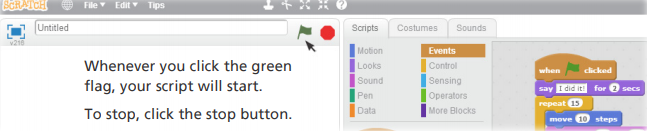 SCRATCH File Edit Tips
Untitled
v218
Whenever you click the green
flag, your script will start.
To stop, click the stop button.
Scripts Costumes Sounds
Motion Events
Looks Control
Sound Sensing
Pen Operators
Data More Blocks
when clicked
say I did it! for 2 secs
repeat 15
move 10 steps